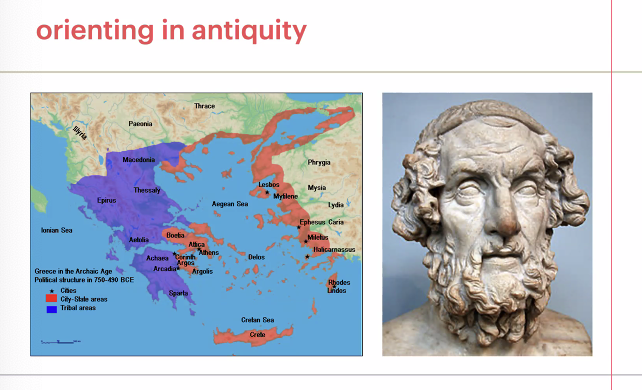 orienting in antiquity
Thrace
Paeonia
Illyria
Macedonia
Phrygia
Thessaly
Lesbos
Mysia
Epirus
Mytilene
Aegean Sea
Lydia
Ephesus Caria
Ionian Sea
Boetia
Miletus
Aetolia
Attica
Athens
Halicarnassus
Achaea
Corinth
Delos
Argos
Arcadia
Argolis
Greece in the Archaic Age
Political structure in 750-490 BCE
Rhodes
Lindos
Cities
Sparta
City-State areas
Tribal areas
Cretan Sea
Crete